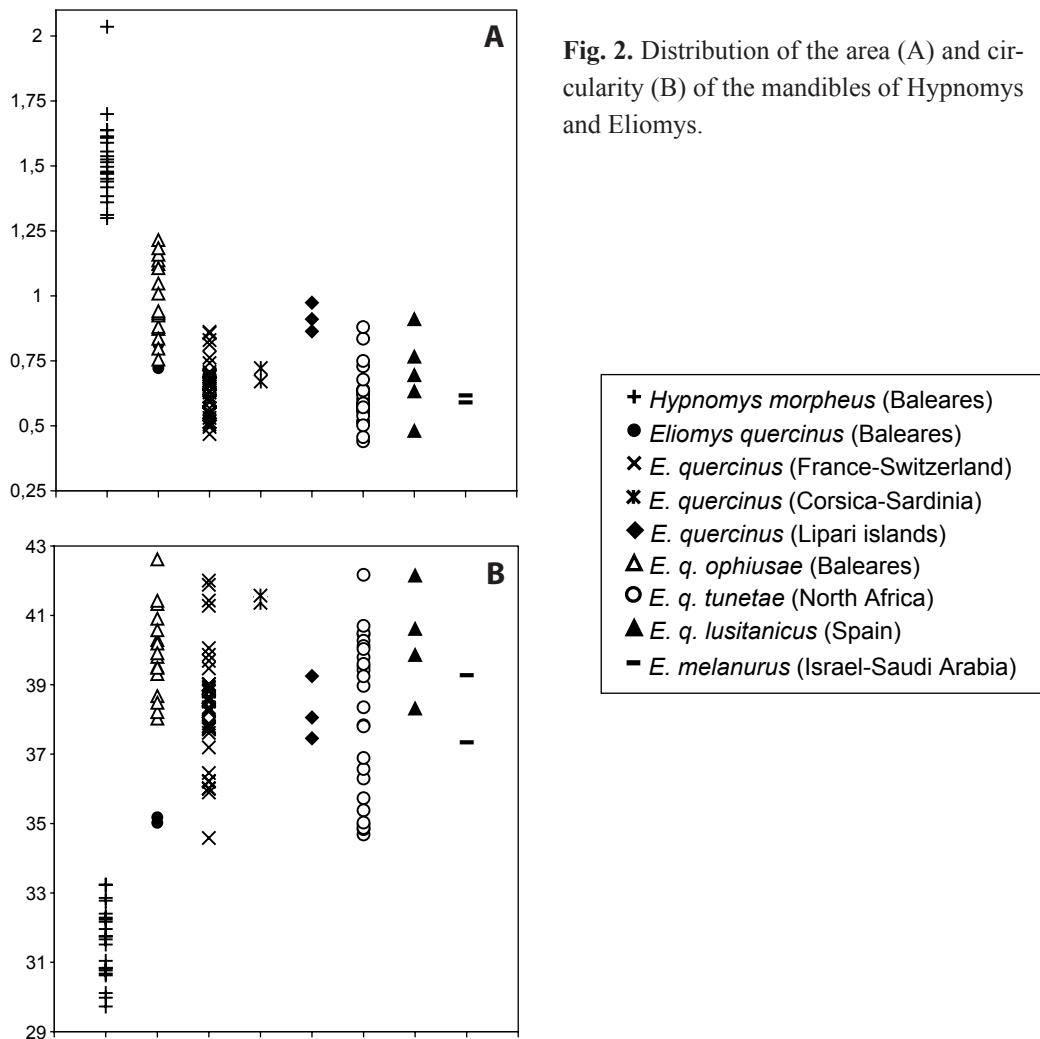 A
2
1,75
1,5
1,25
1
0,75
0,5
0,25
Fig. 2. Distribution of the area (A) and cir-
cularity (B) of the mandibles of Hypnomys
and Eliomys.
B
43
41
39
37
35
33
31
29
Hypnomys morpheus (Baleares)
Eliomys quercinus (Baleares)
E. quercinus (France-Switzerland)
E. quercinus (Corsica-Sardinia)
E. quercinus (Lipari islands)
E. q. ophiusae (Baleares)
E. q. tunetae (North Africa)
E. q. lusitanicus (Spain)
E. melanurus (Israel-Saudi Arabia)